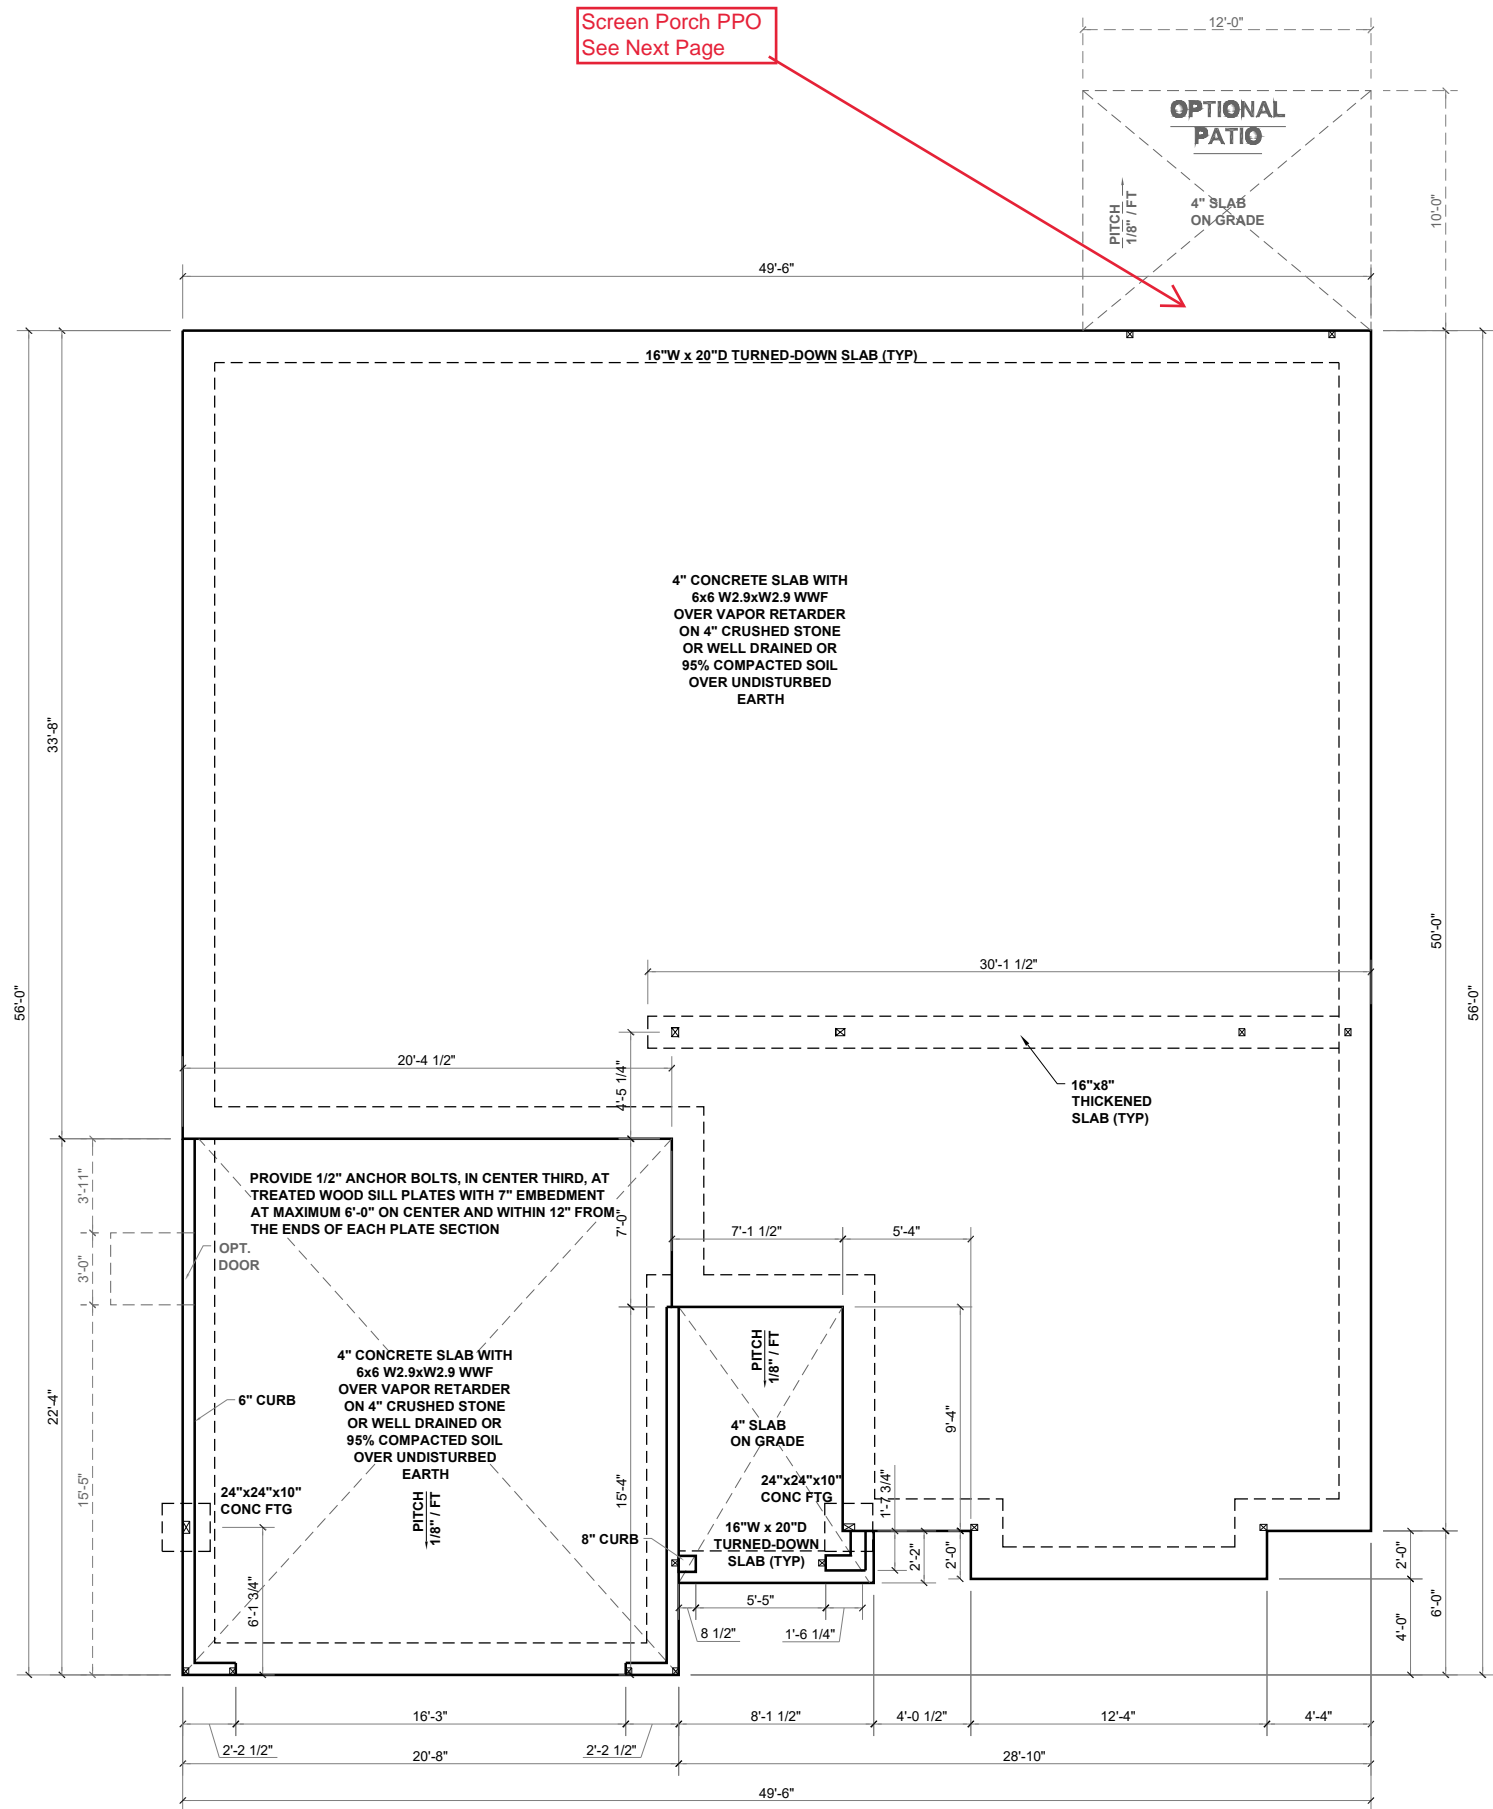 Screen Porch PPO
See Next Page
12'-0"
OPTIONAL
PATIO
PITCH
1/8" / FT
4" SLAB
ON GRADE
10'-0"
49'-6"
16"W x 20"D TURNED-DOWN SLAB (TYP)
4" CONCRETE SLAB WITH
6x6 W2.9xW2.9 WWF
OVER VAPOR RETARDER
ON 4" CRUSHED STONE
OR WELL DRAINED OR
95% COMPACTED SOIL
OVER UNDISTURBED
EARTH
33'-8"
56'-0"
50'-0"
56'-0"
30'-1 1/2"
20'-4 1/2"
4'-5 1/4"
16"x8"
THICKENED
SLAB (TYP)
3'-11"
PROVIDE 1/2" ANCHOR BOLTS, IN CENTER THIRD, AT
TREATED WOOD SILL PLATES WITH 7" EMBEDMENT
AT MAXIMUM 6'-0" ON CENTER AND WITHIN 12" FROM
THE ENDS OF EACH PLATE SECTION
7'-0"
7'-1 1/2"
5'-4"
OPT.
DOOR
3'-0"
PITCH
1/8" / FT
4" CONCRETE SLAB WITH
6x6 W2.9xW2.9 WWF
OVER VAPOR RETARDER
ON 4" CRUSHED STONE
OR WELL DRAINED OR
95% COMPACTED SOIL
OVER UNDISTURBED
EARTH
6" CURB
22'-4"
9'-4"
4" SLAB
ON GRADE
15'-5"
15'-4"
24"x24"x10"
CONC FTG
PITCH
1/8" / FT
24"x24"x10"
CONC FTG
1'-7 3/4"
8" CURB
16"W x 20"D
TURNED-DOWN
SLAB (TYP)
2'-2"
2'-0"
2'-0"
6'-1 3/4"
5'-5"
8 1/2"
1'-6 1/4"
4'-0"
6'-0"
16'-3"
8'-1 1/2"
4'-0 1/2"
12'-4"
4'-4"
2'-2 1/2"
2'-2 1/2"
20'-8"
28'-10"
49'-6"